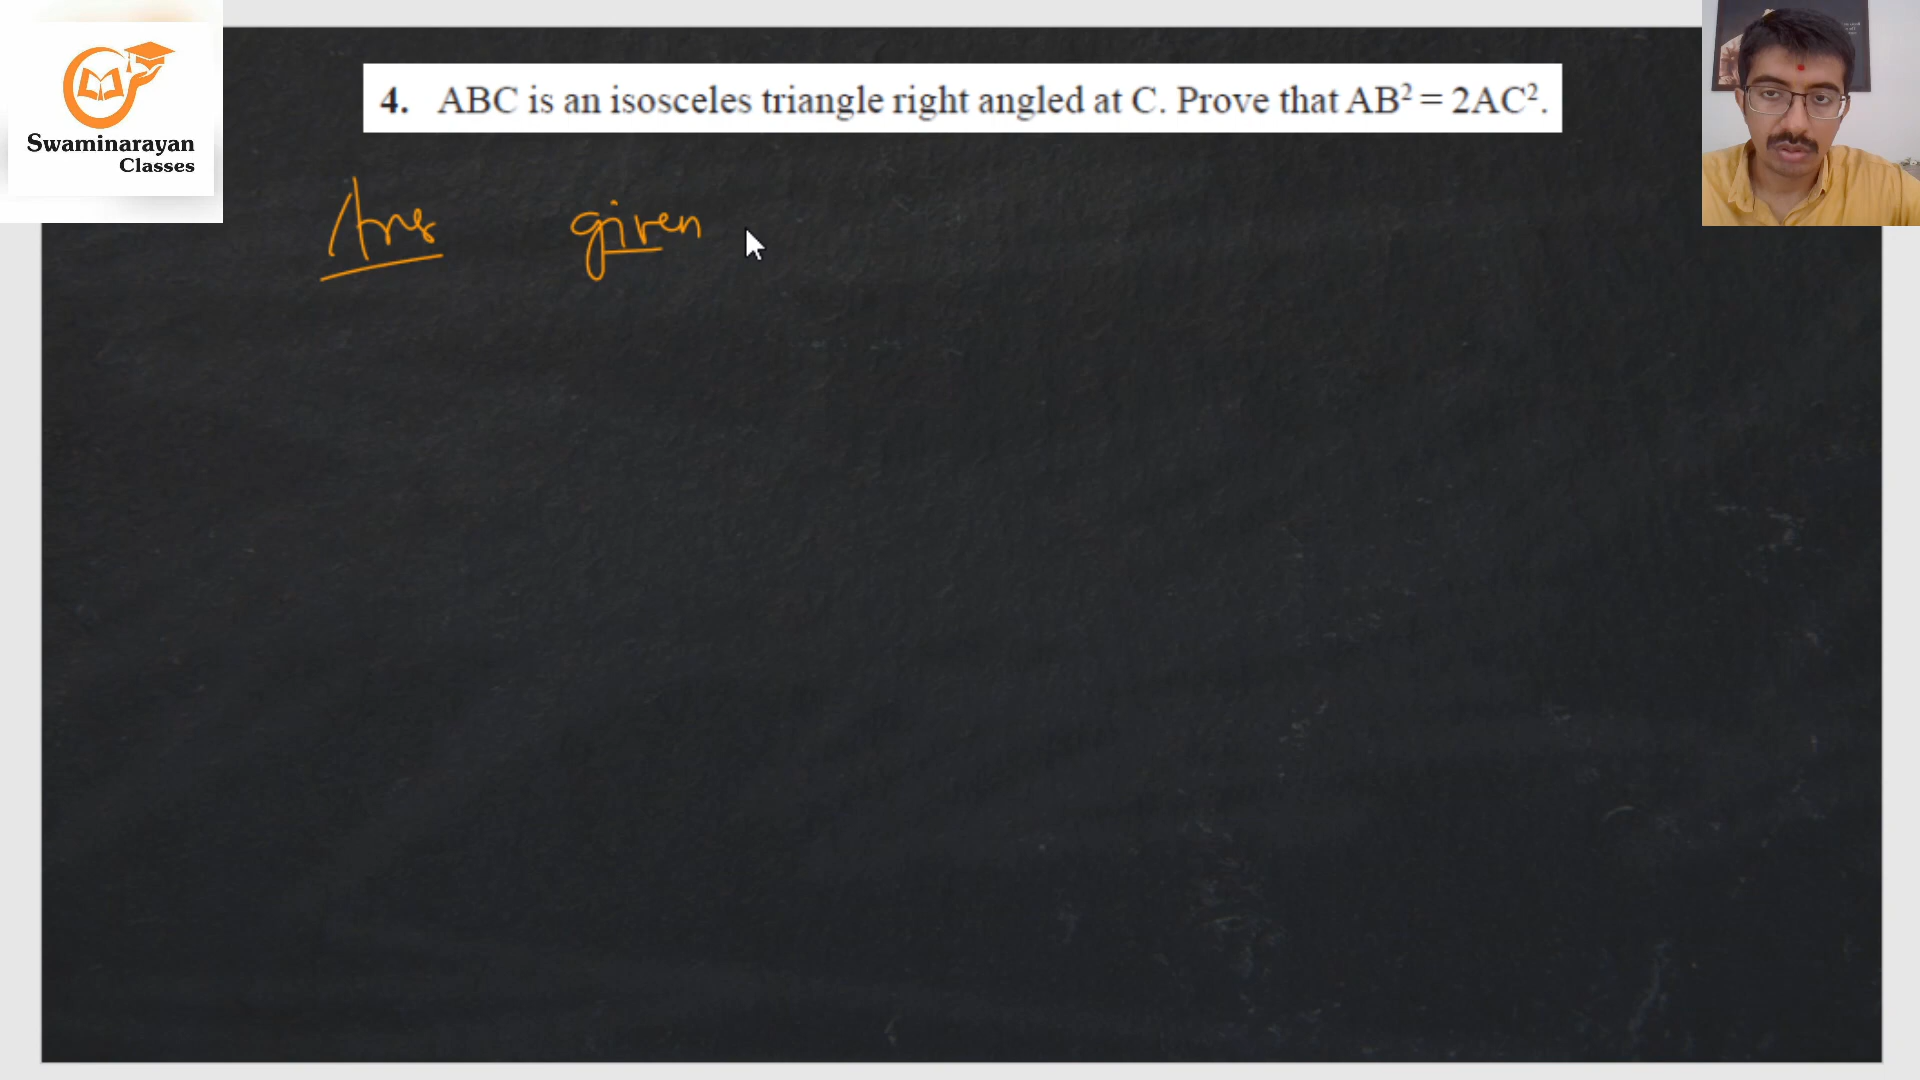 Swaminarayan
Classes
4. ABC is an isosceles triangle right angled at C. Prove that AB² = 2AC².
Ans given